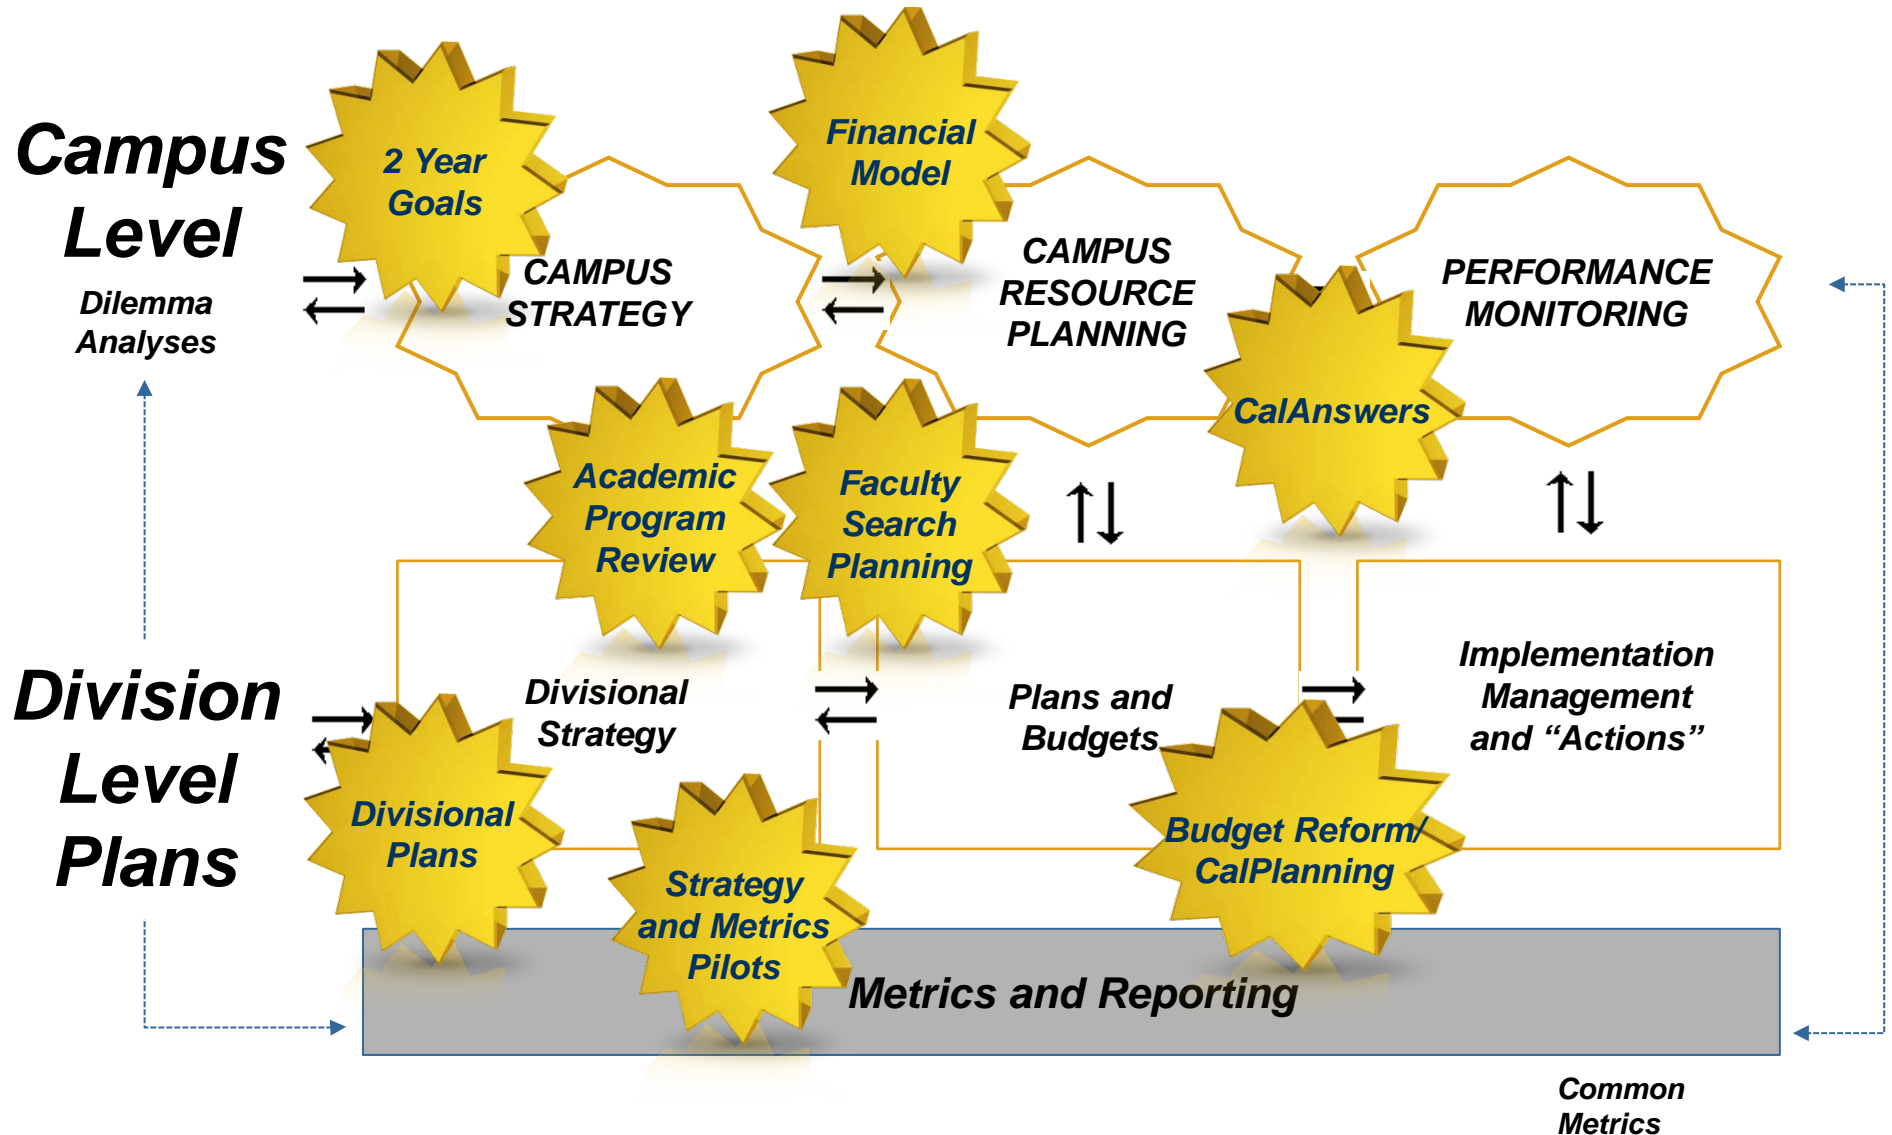 Campus
Level
Dilemma
Analyses
2 Year
Goals
CAMPUS
STRATEGY
Financial
Model
CAMPUS
RESOURCE
PLANNING
PERFORMANCE
MONITORING
CalAnswers
Academic
Program
Review
Faculty
Search
Planning
Division
Level
Plans
Divisional
Strategy
Plans and
Budgets
Implementation
Management
and “Actions”
Divisional
Plans
Strategy
and Metrics
Pilots
Budget Reform/
CalPlanning
Metrics and Reporting
Common
Metrics